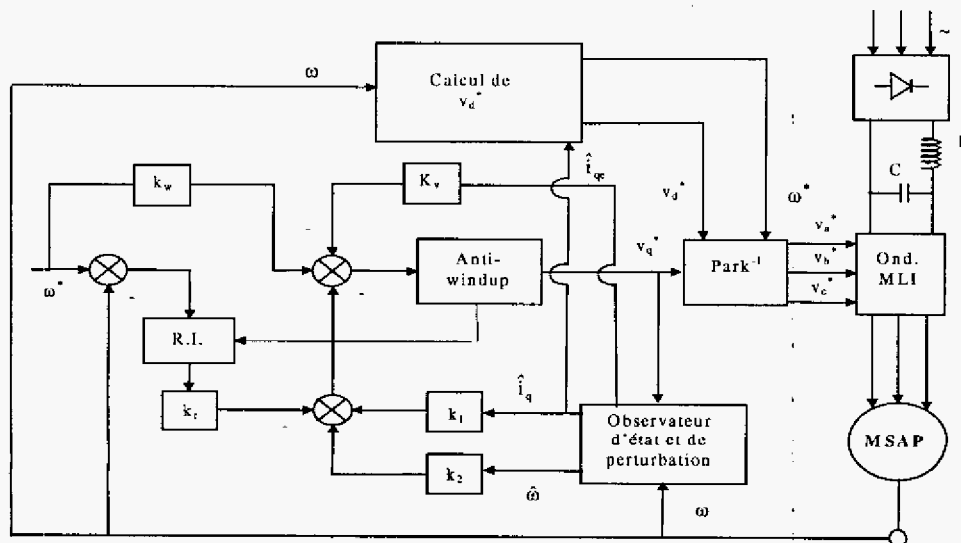 ~
ω
Calcul de
v_d*
î_qe
k_w
K_v
C
v_d*
ω*
v_a*
v_q*
Anti-
windup
Park⁻¹
v_b*
Ond.
MLI
v_c*
ω*
-
-
R.I.
k_r
î_q
k_1
Observateur
d'état et de
perturbation
MSAP
k_2
ω̂
ω